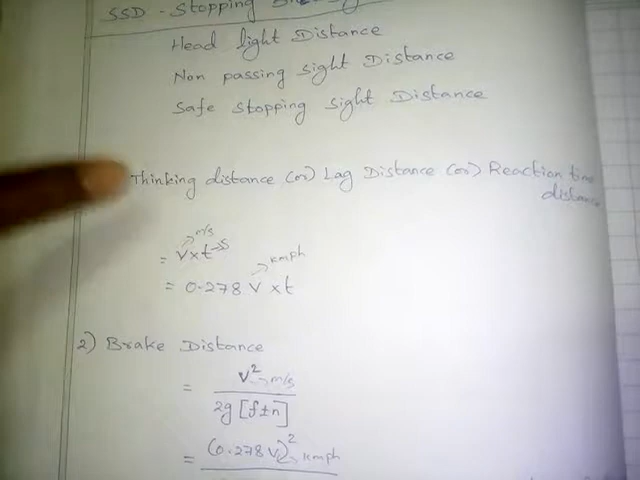 SSD - Stopping
Head light Distance
Non passing sight Distance
Safe stopping sight Distance
Thinking distance (or) Lag Distance (or) Reaction time
distance
= v → m/s × t → s
= 0.278 V → kmph × t
2) Brake Distance
= v² → m/s / 2g [f±n]
= (0.278 V)² → kmph